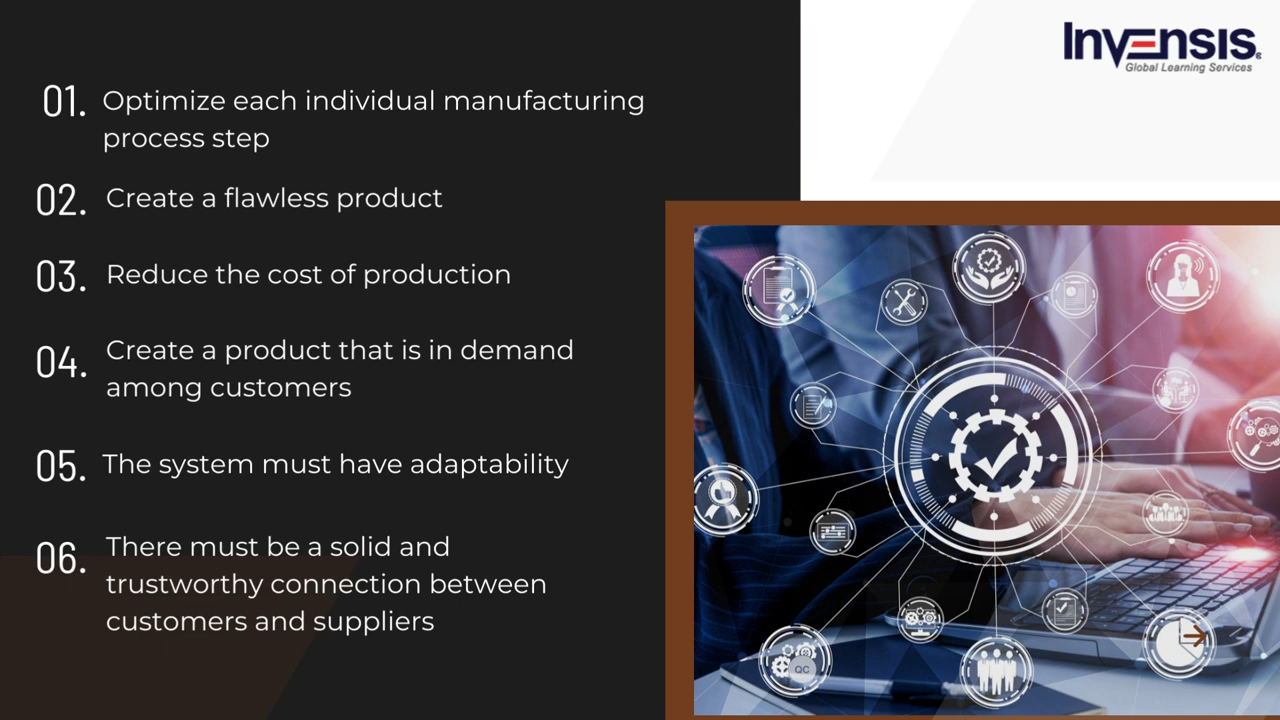 Invensis®
Global Learning Services
01. Optimize each individual manufacturing
process step
02. Create a flawless product
03. Reduce the cost of production
04. Create a product that is in demand
among customers
05. The system must have adaptability
06. There must be a solid and
trustworthy connection between
customers and suppliers
QC